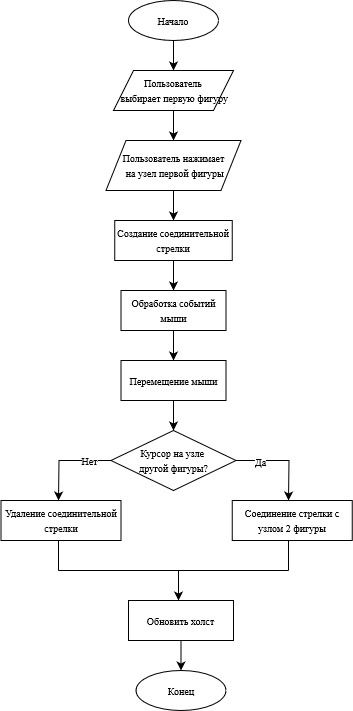 Начало
Пользователь
выбирает первую фигуру
Пользователь нажимает
на узел первой фигуры
Создание соединительной
стрелки
Обработка событий
мыши
Перемещение мыши
Курсор на узле
другой фигуры?
Нет
Да
Удаление соединительной
стрелки
Соединение стрелки с
узлом 2 фигуры
Обновить холст
Конец